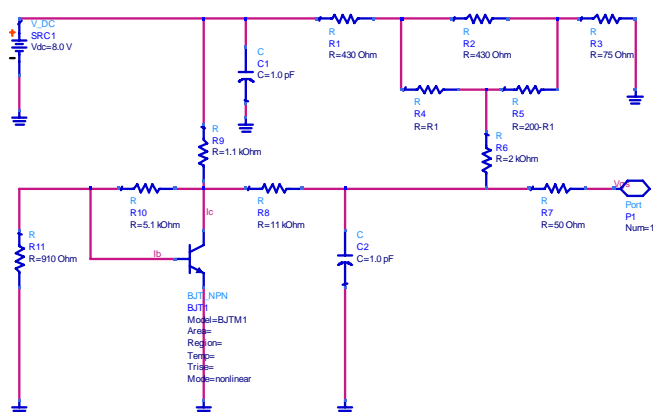 V_DC
SRC1
Vdc=8.0 V
C
C1
C=1.0 pF
R
R1
R=430 Ohm
R
R2
R=430 Ohm
R
R3
R=75 Ohm
R
R4
R=R1
R
R5
R=200-R1
R
R9
R=1.1 kOhm
R
R6
R=2 kOhm
R
R10
R=5.1 kOhm
Ic
R
R8
R=11 kOhm
R
R7
R=50 Ohm
Port
P1
Num=1
R
R11
R=910 Ohm
Ib
C
C2
C=1.0 pF
BJT_NPN
BJT1
Model=BJTM1
Area=
Region=
Temp=
Trise=
Mode=nonlinear